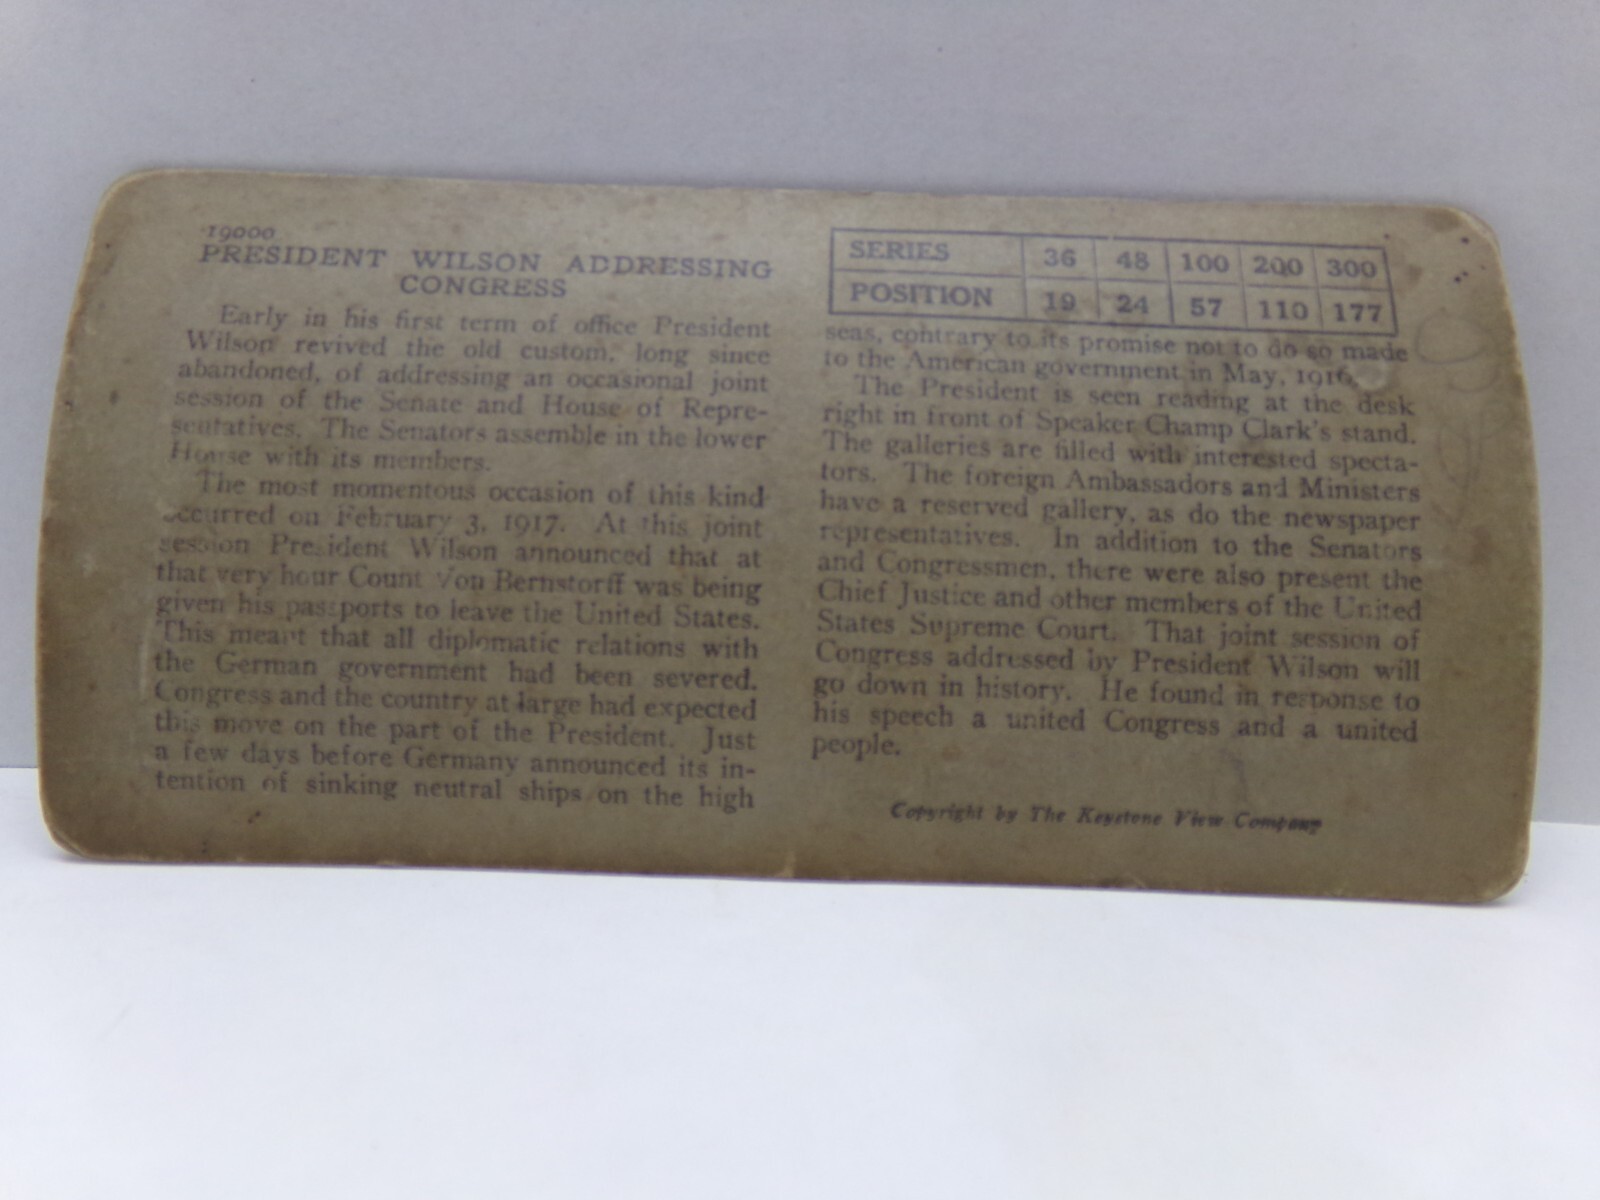 19000
PRESIDENT WILSON ADDRESSING
CONGRESS
Early in his first term of office President
Wilson revived the old custom, long since
abandoned, of addressing an occasional joint
session of the Senate and House of Repre-
sentatives. The Senators assemble in the lower
House with its members.
The most momentous occasion of this kind
occurred on February 3, 1917. At this joint
session President Wilson announced that at
that very hour Count Von Bernstorff was being
given his passports to leave the United States.
This meant that all diplomatic relations with
the German government had been severed.
Congress and the country at large had expected
this move on the part of the President. Just
a few days before Germany announced its in-
tention of sinking neutral ships on the high
SERIES 36 48 100 200 300
POSITION 19 24 57 110 177
seas, contrary to its promise not to do so made
to the American government in May, 1916.
The President is seen reading at the desk
right in front of Speaker Champ Clark's stand.
The galleries are filled with interested specta-
tors. The foreign Ambassadors and Ministers
have a reserved gallery, as do the newspaper
representatives. In addition to the Senators
and Congressmen, there were also present the
Chief Justice and other members of the United
States Supreme Court. That joint session of
Congress addressed by President Wilson will
go down in history. He found in response to
his speech a united Congress and a united
people.
Copyright by The Keystone View Company